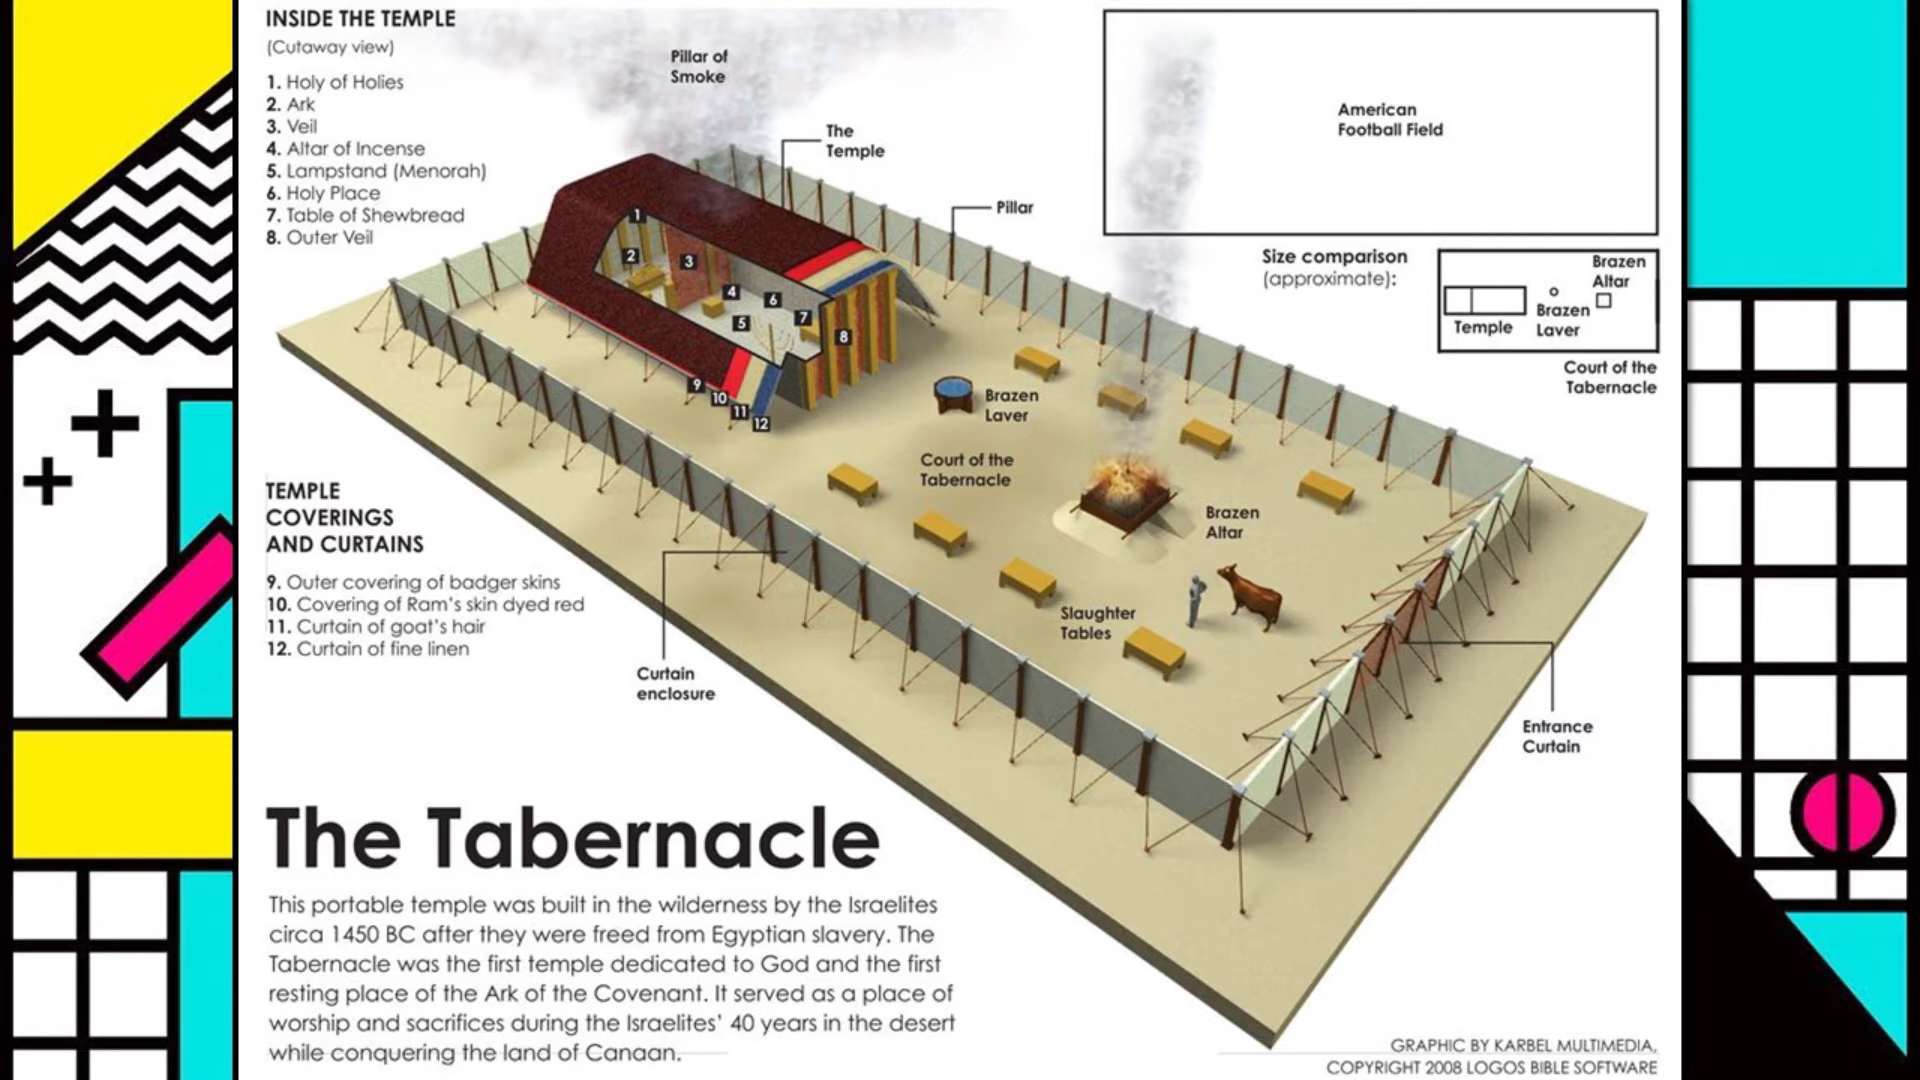 INSIDE THE TEMPLE
(Cutaway view)
1. Holy of Holies
2. Ark
3. Veil
4. Altar of Incense
5. Lampstand (Menorah)
6. Holy Place
7. Table of Shewbread
8. Outer Veil
Pillar of
Smoke
The
Temple
Pillar
American
Football Field
Size comparison
(approximate):
Brazen
Altar
Brazen
Laver
Temple
Court of the
Tabernacle
1
2
3
4
6
5
7
8
9
10
11
12
Brazen
Laver
Court of the
Tabernacle
Brazen
Altar
Slaughter
Tables
TEMPLE
COVERINGS
AND CURTAINS
9. Outer covering of badger skins
10. Covering of Ram's skin dyed red
11. Curtain of goat's hair
12. Curtain of fine linen
Curtain
enclosure
Entrance
Curtain
The Tabernacle
This portable temple was built in the wilderness by the Israelites
circa 1450 BC after they were freed from Egyptian slavery. The
Tabernacle was the first temple dedicated to God and the first
resting place of the Ark of the Covenant. It served as a place of
worship and sacrifices during the Israelites' 40 years in the desert
while conquering the land of Canaan.
GRAPHIC BY KARBEL MULTIMEDIA,
COPYRIGHT 2008 LOGOS BIBLE SOFTWARE